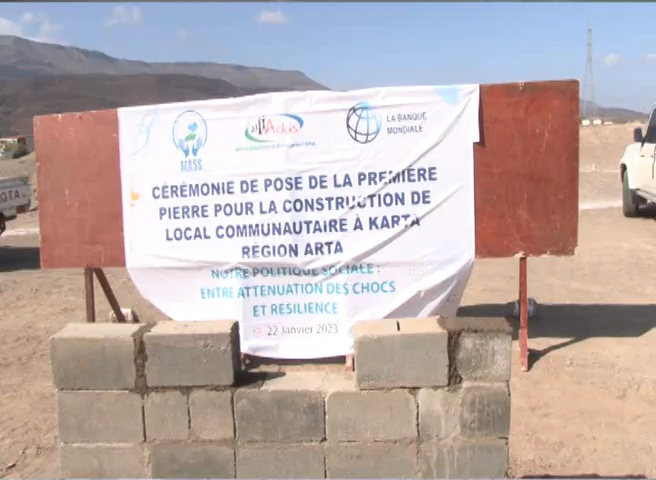 MASS
LA BANQUE
MONDIALE
CÉRÉMONIE DE POSE DE LA PREMIÈRE
PIERRE POUR LA CONSTRUCTION DE
LOCAL COMMUNAUTAIRE À KARTA
RÉGION ARTA
NOTRE POLITIQUE SOCIALE :
ENTRE ATTENUATION DES CHOCS
ET RESILIENCE
22 Janvier 2023
OTA